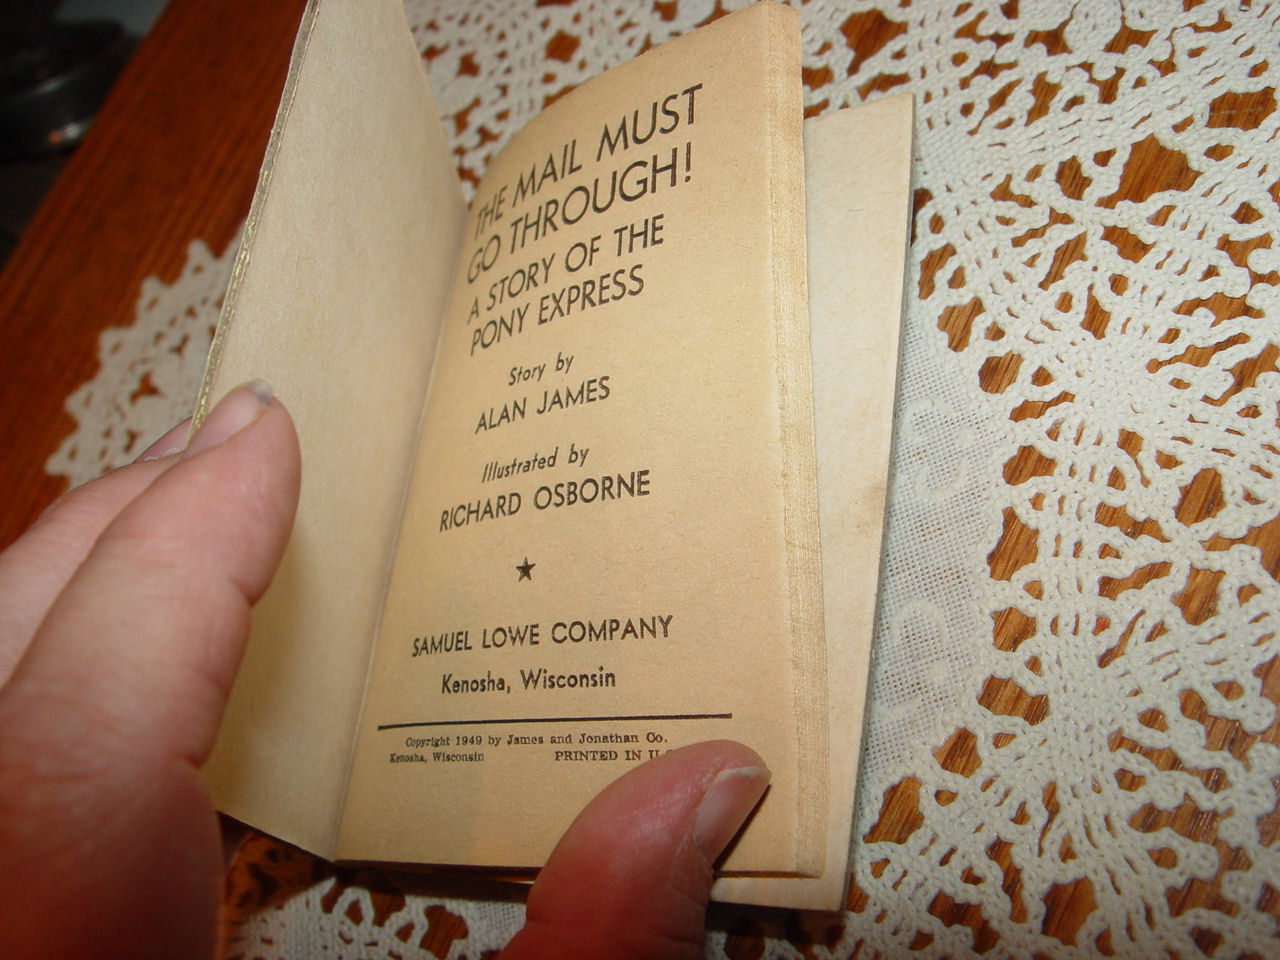 THE MAIL MUST
GO THROUGH!
A STORY OF THE
PONY EXPRESS
Story by
ALAN JAMES
Illustrated by
RICHARD OSBORNE
SAMUEL LOWE COMPANY
Kenosha, Wisconsin
Copyright 1949 by James and Jonathan Co.
Kenosha, Wisconsin PRINTED IN